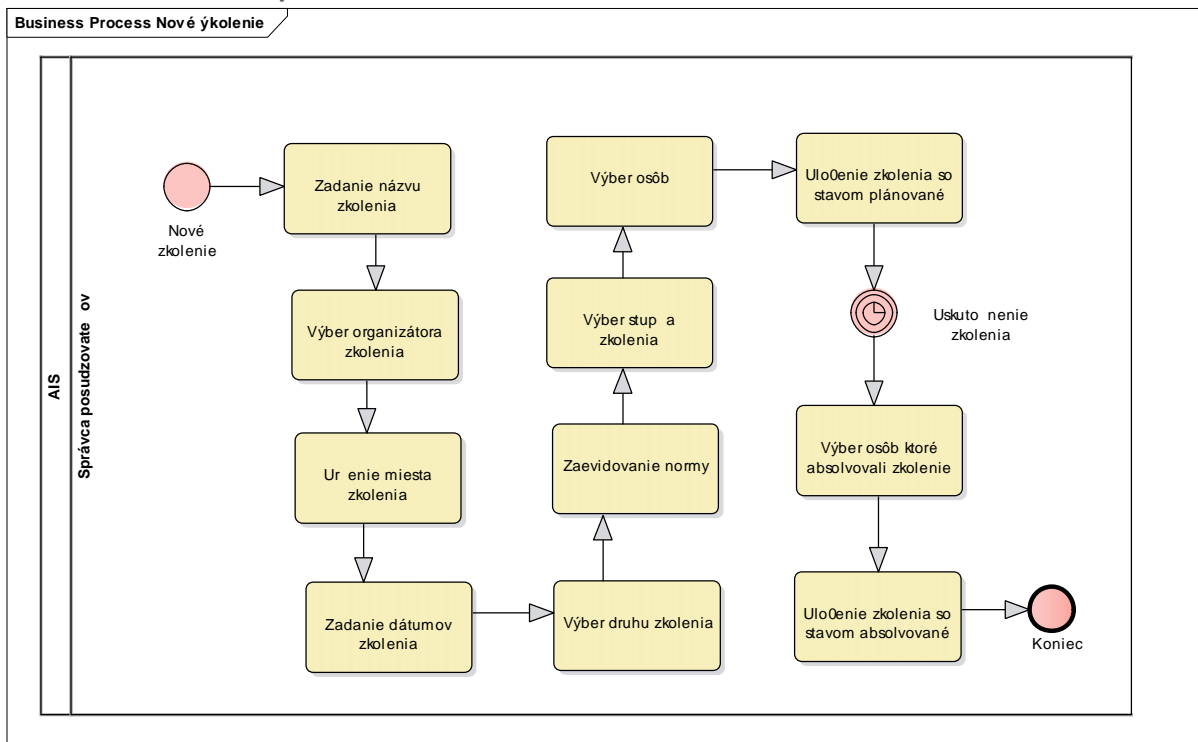 Business Process Nové ýkolenie
AIS
Správca posudzovate ov
Nové
zkolenie
Zadanie názvu
zkolenia
Výber organizátora
zkolenia
Ur enie miesta
zkolenia
Zadanie dátumov
zkolenia
Výber druhu zkolenia
Zaevidovanie normy
Výber stup a
zkolenia
Výber osôb
Ulo0enie zkolenia so
stavom plánované
Uskuto nenie
zkolenia
Výber osôb ktoré
absolvovali zkolenie
Ulo0enie zkolenia so
stavom absolvované
Koniec